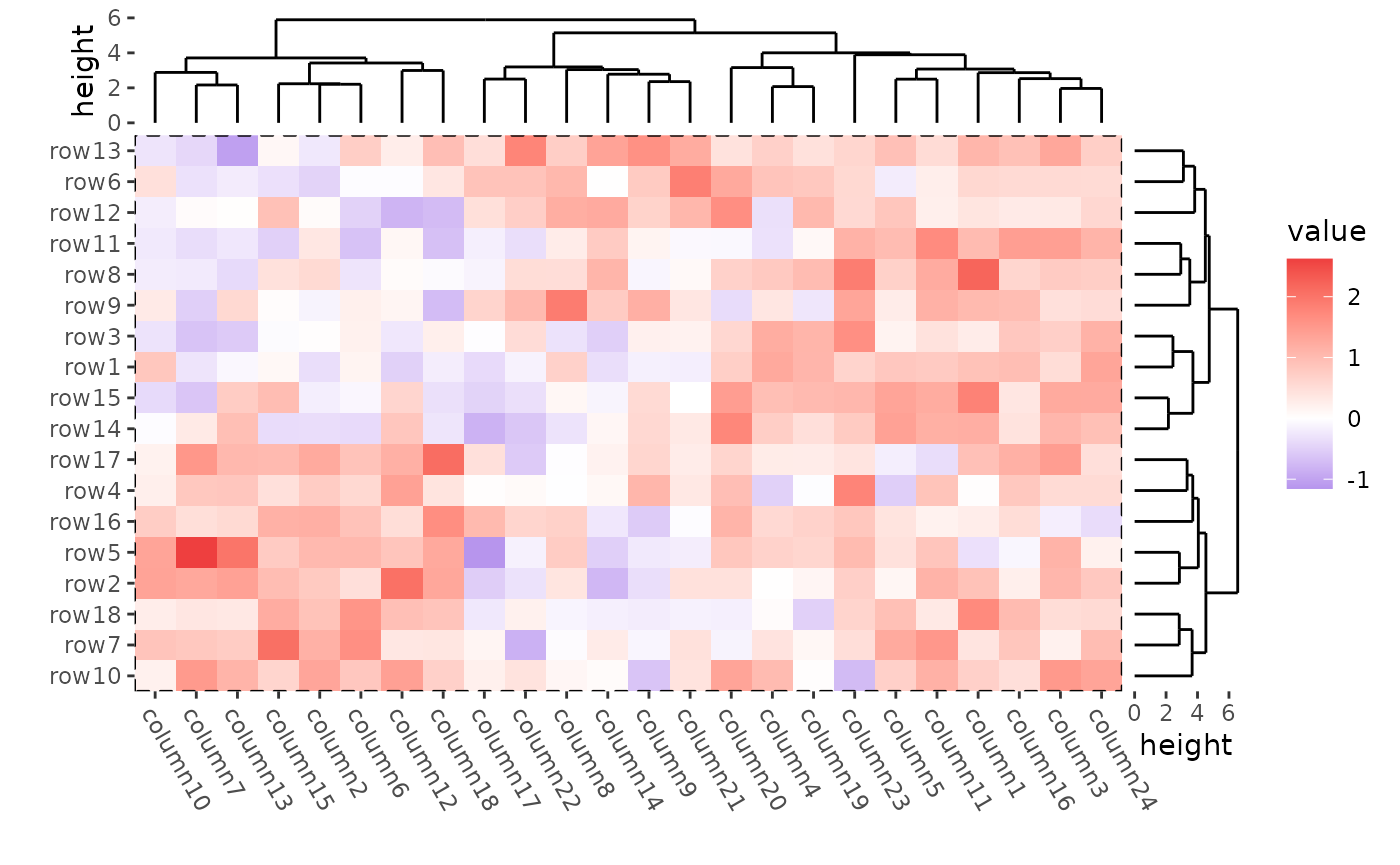 height
6
4
2
0
row13
row6
row12
row11
row8
row9
row3
row1
row15
row14
row17
row4
row16
row5
row2
row18
row7
row10
column10
column7
column13
column15
column2
column6
column12
column18
column17
column22
column8
column14
column9
column21
column20
column4
column19
column23
column5
column11
column1
column16
column3
column24
0 2 4 6
height
value
2
1
0
-1